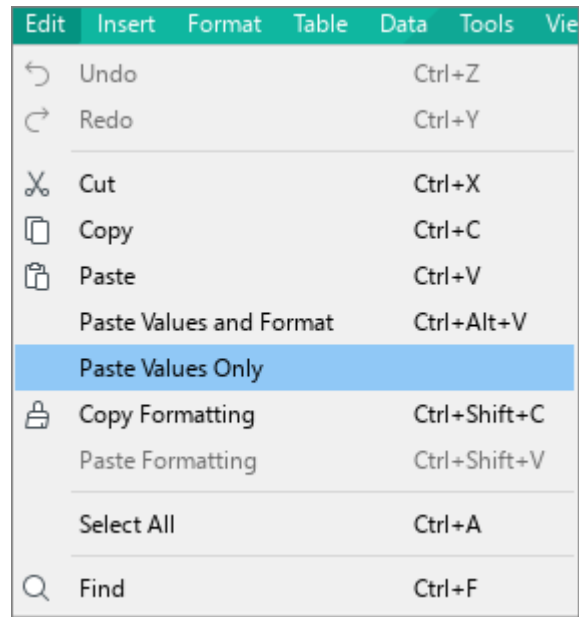 Edit Insert Format Table Data Tools Vie
Undo Ctrl+Z
Redo Ctrl+Y
Cut Ctrl+X
Copy Ctrl+C
Paste Ctrl+V
Paste Values and Format Ctrl+Alt+V
Paste Values Only
Copy Formatting Ctrl+Shift+C
Paste Formatting Ctrl+Shift+V
Select All Ctrl+A
Find Ctrl+F